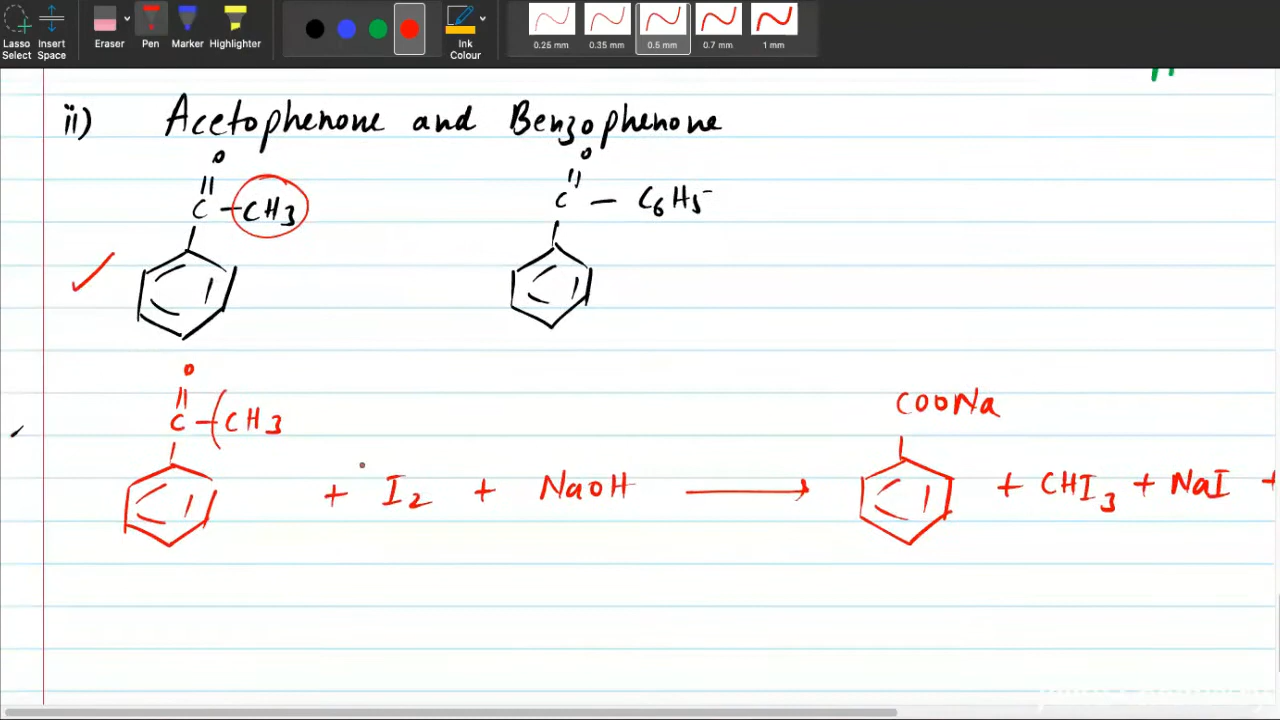 Lasso Select
Insert Space
Eraser
Pen
Marker
Highlighter
Ink Colour
0.25 mm
0.35 mm
0.5 mm
0.7 mm
1 mm
ii) Acetophenone and Benzophenone
O
O
C - CH3
C - C6H5
O
C - (CH3
COONa
+ I2 + NaOH → + CHI3 + NaI +